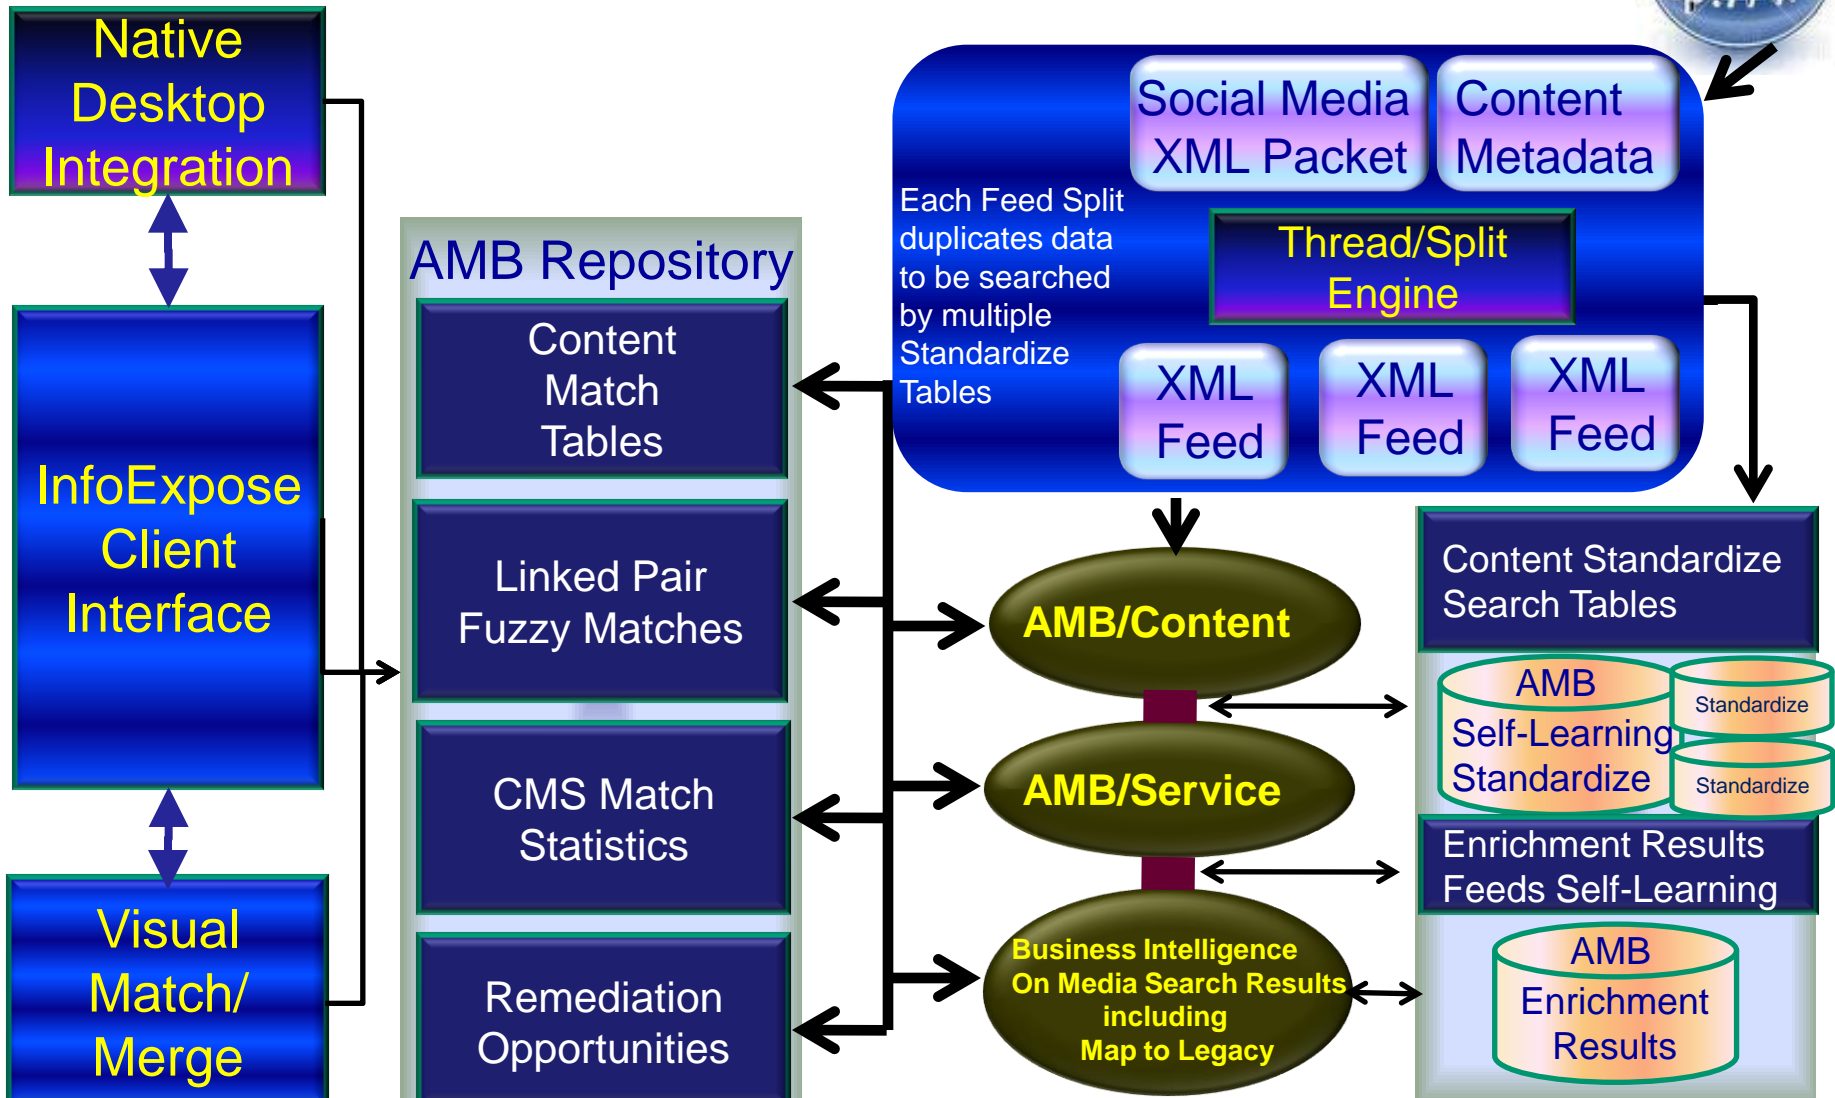 Native
Desktop
Integration
InfoExpose
Client
Interface
Visual
Match/
Merge
AMB Repository
Content
Match
Tables
Linked Pair
Fuzzy Matches
CMS Match
Statistics
Remediation
Opportunities
Social Media
XML Packet
Content
Metadata
Each Feed Split
duplicates data
to be searched
by multiple
Standardize
Tables
Thread/Split
Engine
XML
Feed
XML
Feed
XML
Feed
AMB/Content
AMB/Service
Business Intelligence
On Media Search Results
including
Map to Legacy
Content Standardize
Search Tables
AMB
Self-Learning
Standardize
Standardize
Standardize
Enrichment Results
Feeds Self-Learning
AMB
Enrichment
Results